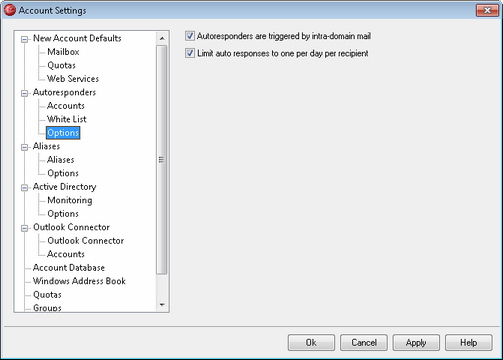 Account Settings
New Account Defaults
Mailbox
Quotas
Web Services
Autoresponders
Accounts
White List
Options
Aliases
Aliases
Options
Active Directory
Monitoring
Options
Outlook Connector
Outlook Connector
Accounts
Account Database
Windows Address Book
Quotas
Groups
Autoresponders are triggered by intra-domain mail
Limit auto responses to one per day per recipient
Ok
Cancel
Apply
Help